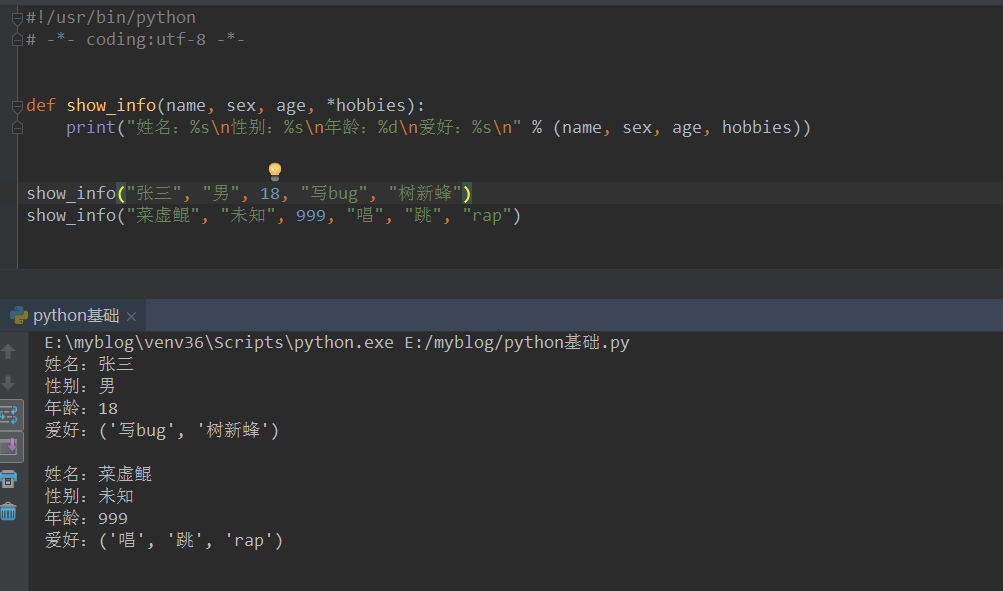 #!/usr/bin/python
# -*- coding:utf-8 -*-
def show_info(name, sex, age, *hobbies):
    print("姓名：%s\n性别：%s\n年龄：%d\n爱好：%s\n" % (name, sex, age, hobbies))
show_info("张三", "男", 18, "写bug", "树新蜂")
show_info("菜虚鲲", "未知", 999, "唱", "跳", "rap")
python基础
E:\myblog\venv36\Scripts\python.exe E:/myblog/python基础.py
姓名：张三
性别：男
年龄：18
爱好：('写bug', '树新蜂')
姓名：菜虚鲲
性别：未知
年龄：999
爱好：('唱', '跳', 'rap')